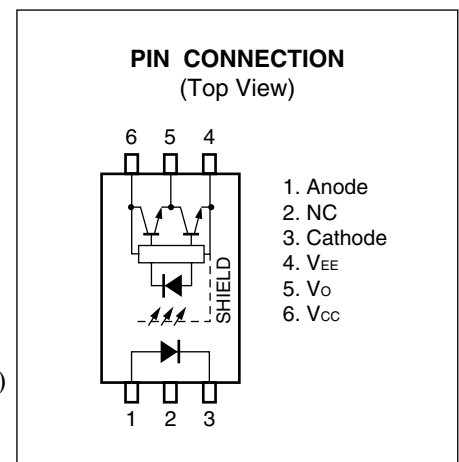 PIN CONNECTION
(Top View)
6 5 4
SHIELD
1 2 3
1. Anode
2. NC
3. Cathode
4. VEE
5. VO
6. VCC
)